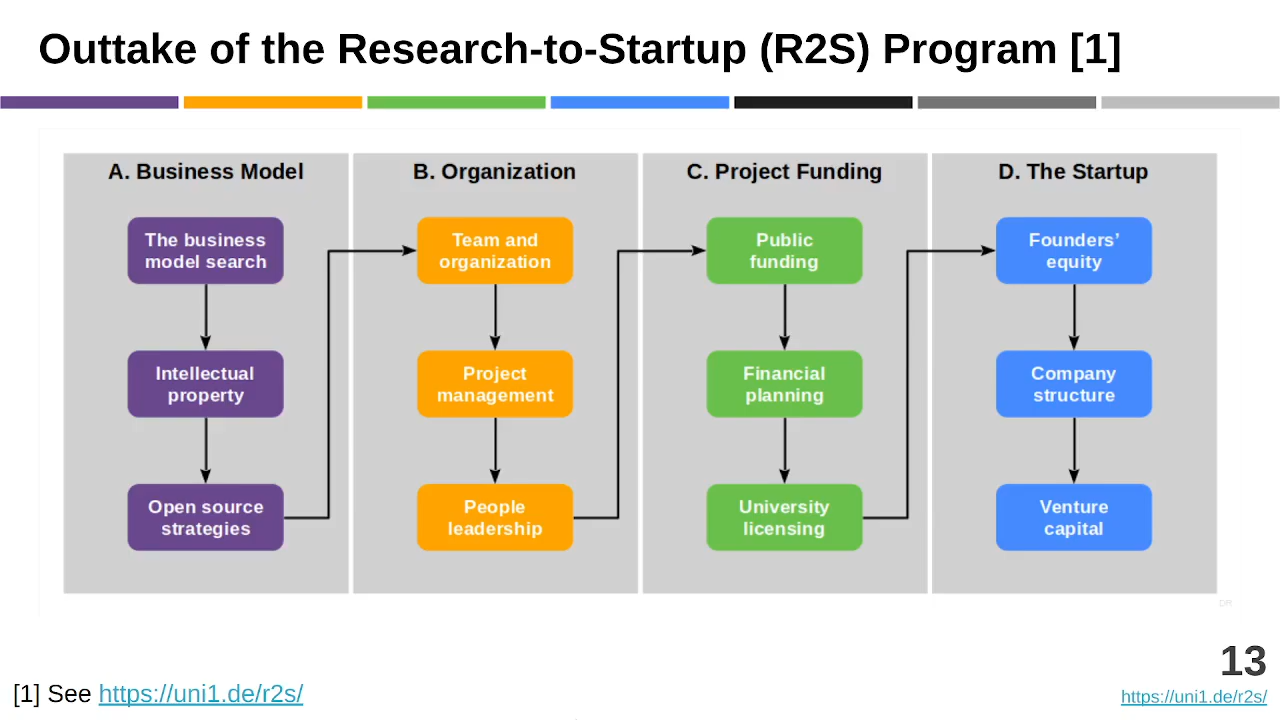 Outtake of the Research-to-Startup (R2S) Program [1]
A. Business Model
The business
model search
Intellectual
property
Open source
strategies
B. Organization
Team and
organization
Project
management
People
leadership
C. Project Funding
Public
funding
Financial
planning
University
licensing
D. The Startup
Founders’
equity
Company
structure
Venture
capital
DR
13
[1] See https://uni1.de/r2s/
https://uni1.de/r2s/